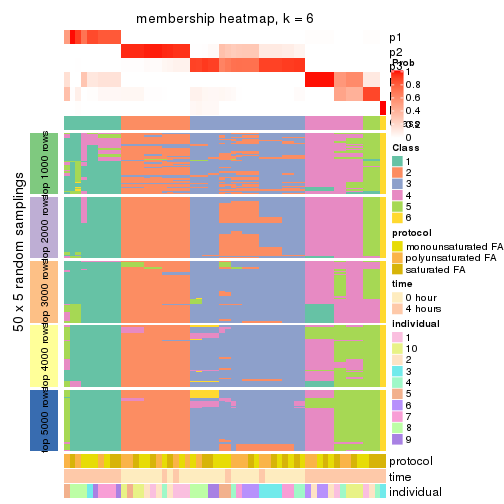 membership heatmap, k = 6
p1
p2
p3
Prob
1
0.8
0.6
0.4
0.2
0
Class
1
2
3
4
5
6
protocol
monounsaturated FA
polyunsaturated FA
saturated FA
time
0 hour
4 hours
individual
1
10
2
3
4
5
6
7
8
9
50 x 5 random samplings
top 1000 rows
top 2000 rows
top 3000 rows
top 4000 rows
top 5000 rows
protocol
time
individual